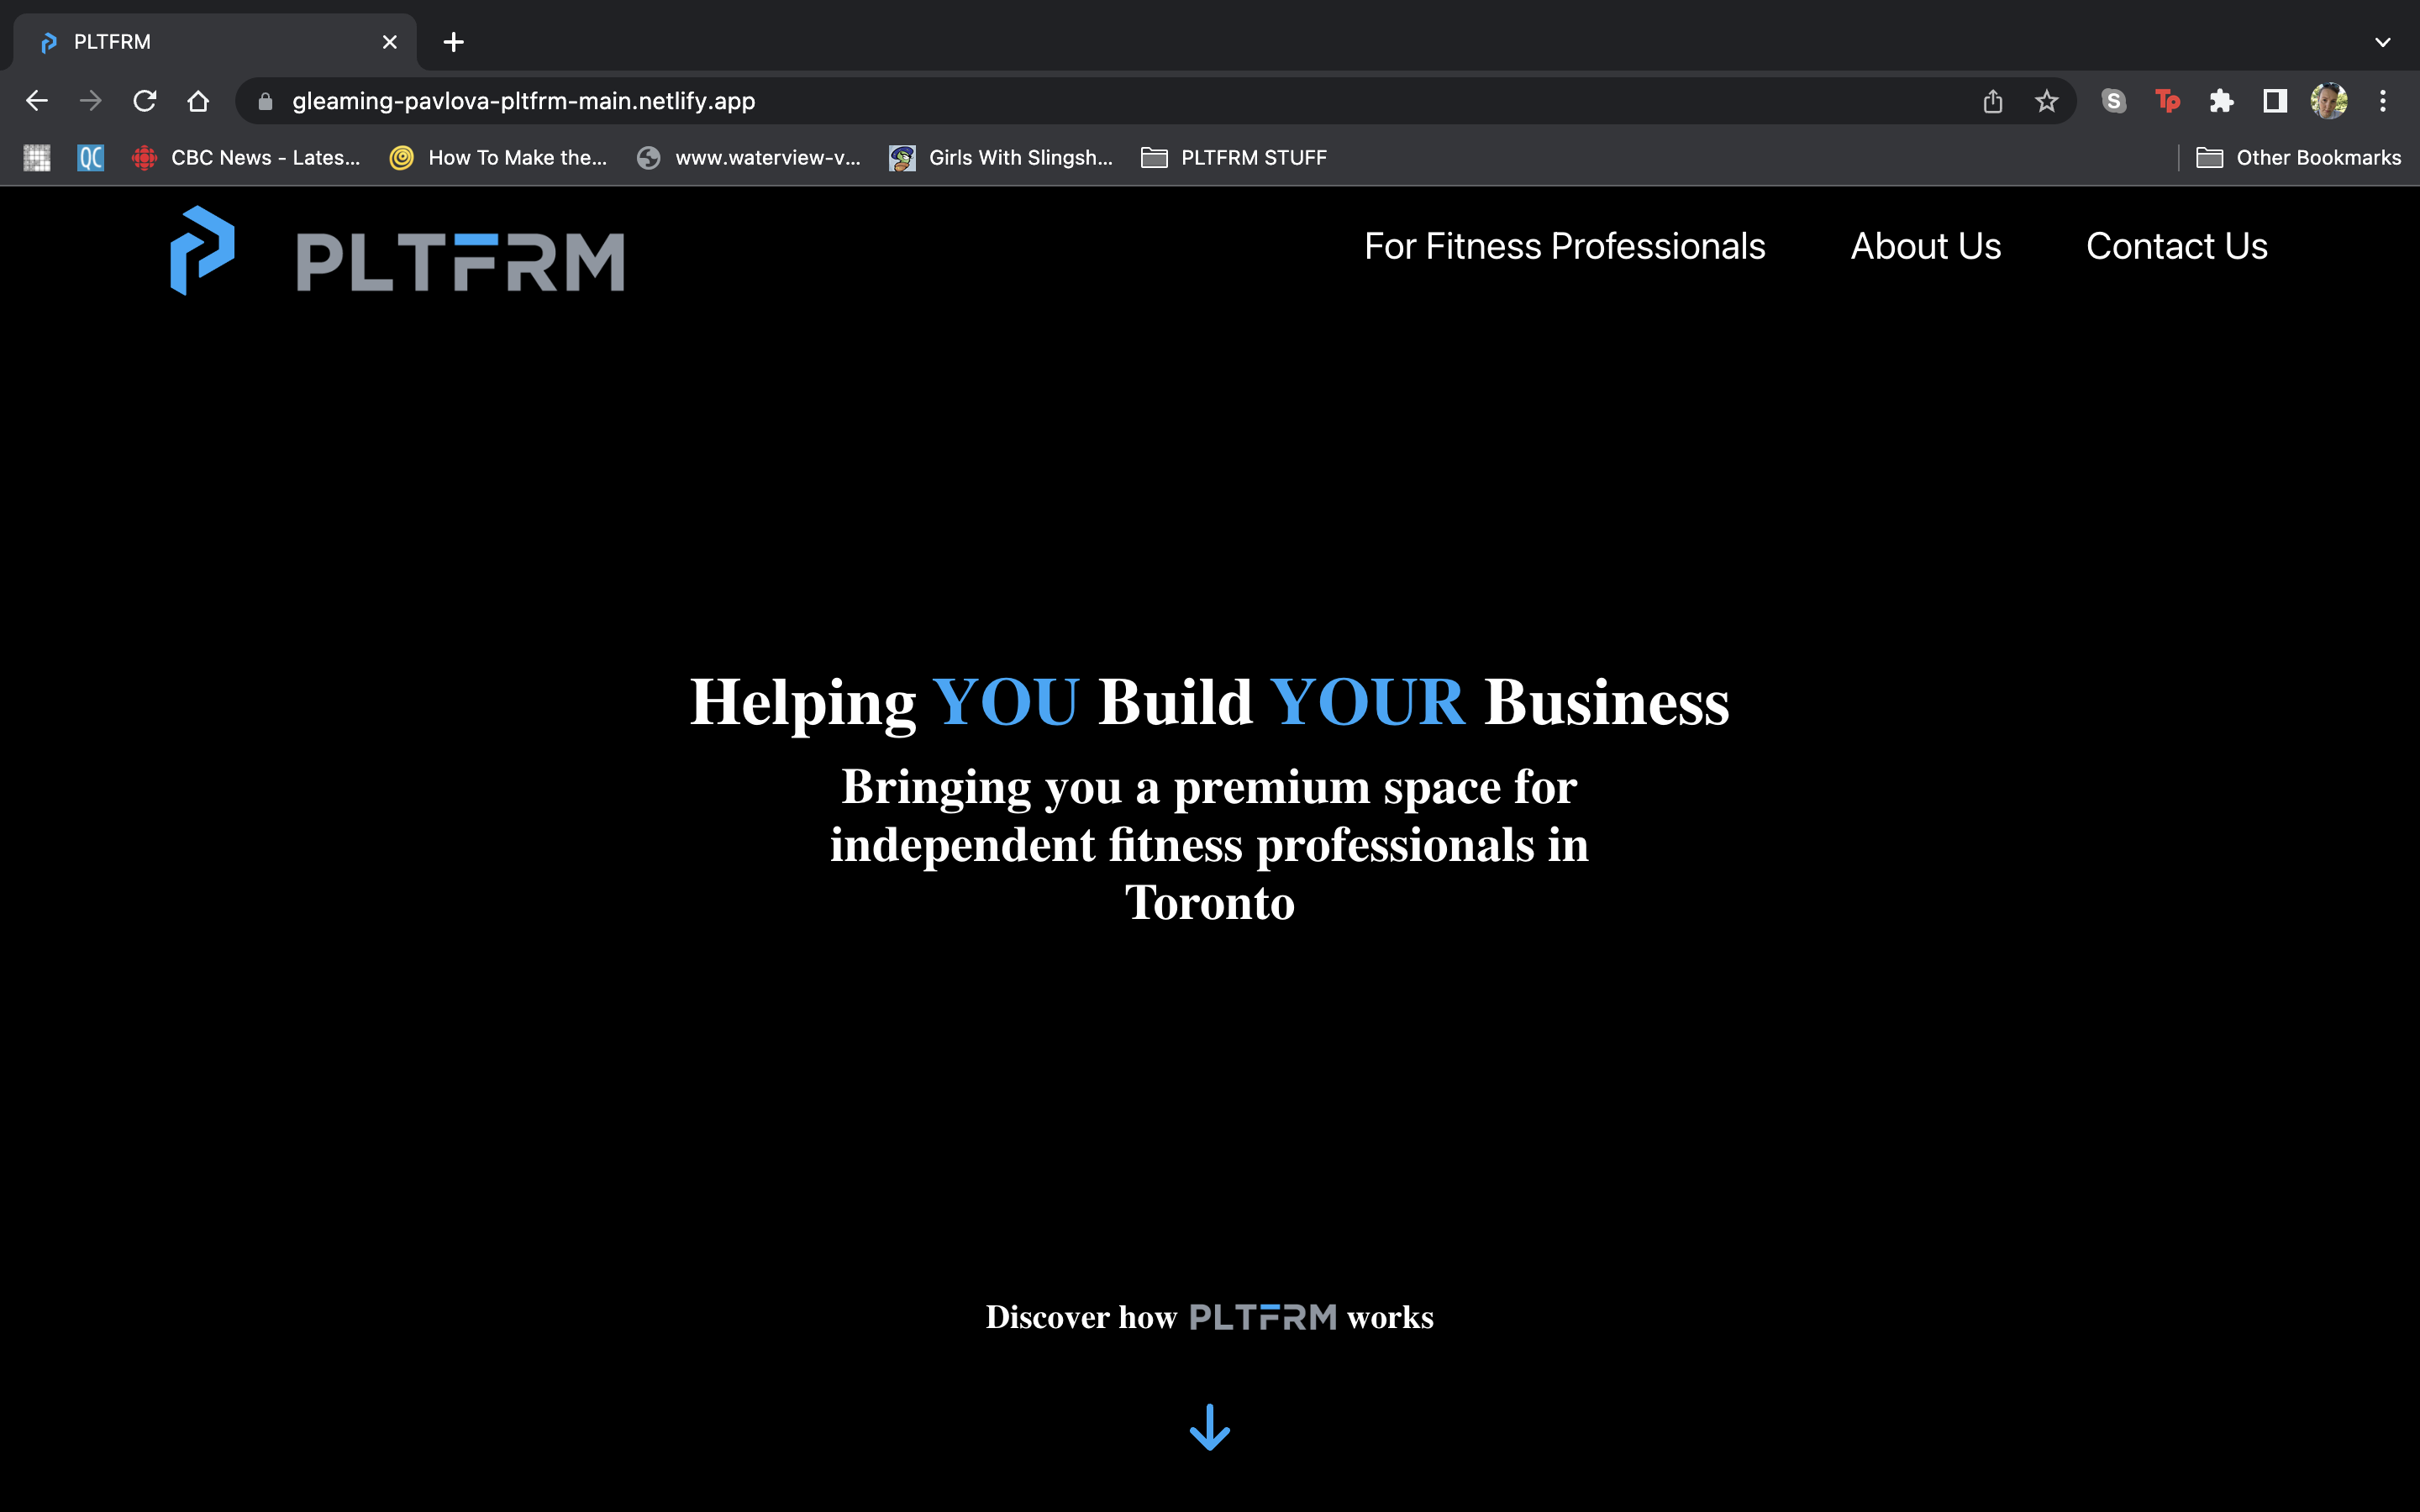 PLTFRM
gleaming-pavlova-pltfrm-main.netlify.app
S Tp
QC CBC News - Lates... How To Make the... www.waterview-v... Girls With Slingsh... PLTFRM STUFF Other Bookmarks
PLTFRM For Fitness Professionals About Us Contact Us
Helping YOU Build YOUR Business
Bringing you a premium space for
independent fitness professionals in
Toronto
Discover how PLTFRM works